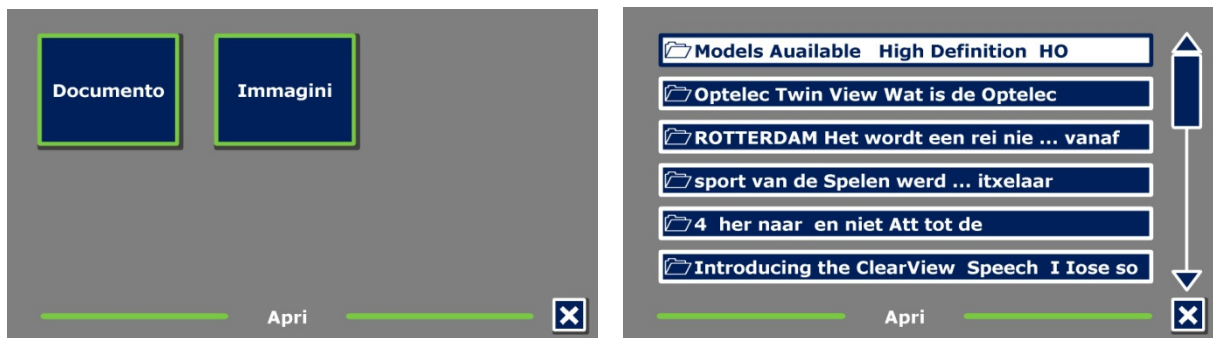 Documento
Immagini
Apri
Models Auailable High Definition HO
Optelec Twin View Wat is de Optelec
ROTTERDAM Het wordt een rei nie ... vanaf
sport van de Spelen werd ... itxelaar
4 her naar en niet Att tot de
Introducing the ClearView Speech I Iose so
Apri